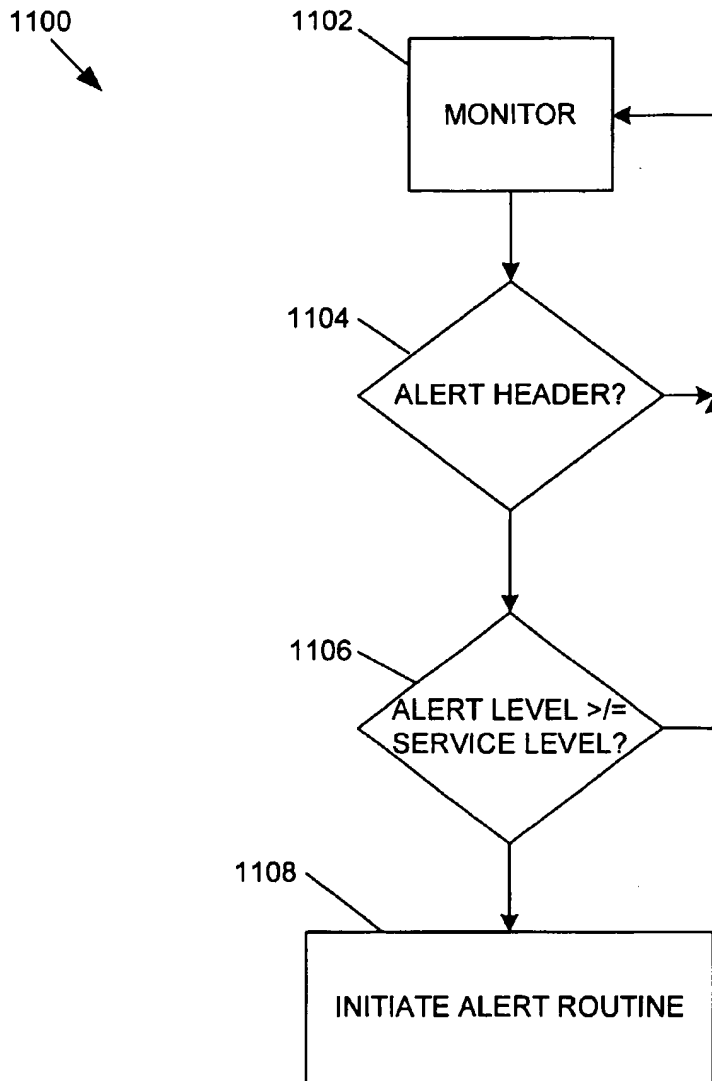 1100
1102
MONITOR
1104
ALERT HEADER?
1106
ALERT LEVEL >/=
SERVICE LEVEL?
1108
INITIATE ALERT ROUTINE